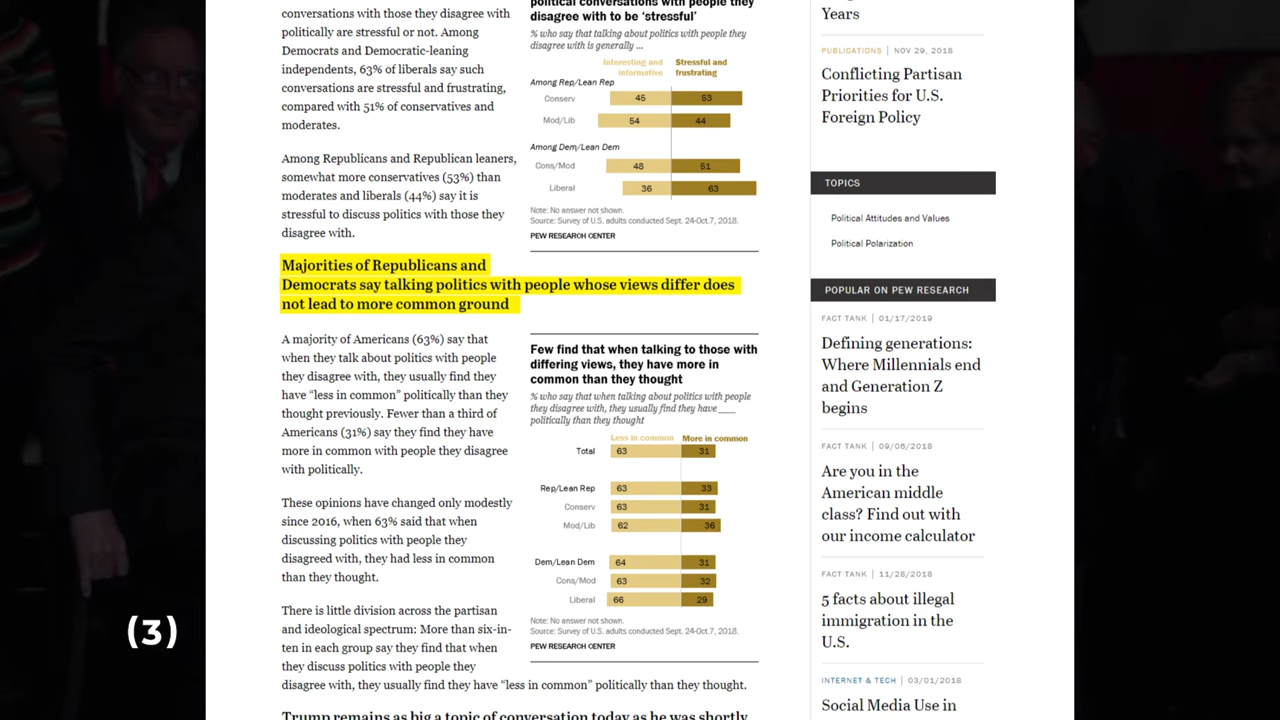 conversations with those they disagree with
politically are stressful or not. Among
Democrats and Democratic-leaning
independents, 63% of liberals say such
conversations are stressful and frustrating,
compared with 51% of conservatives and
moderates.
Among Republicans and Republican leaners,
somewhat more conservatives (53%) than
moderates and liberals (44%) say it is
stressful to discuss politics with those they
disagree with.
political conversations with people they
disagree with to be ‘stressful’
% who say that talking about politics with people they
disagree with is generally ...
Interesting and informative
Stressful and frustrating
Among Rep/Lean Rep
Conserv 45 53
Mod/Lib 54 44
Among Dem/Lean Dem
Cons/Mod 48 51
Liberal 36 63
Note: No answer not shown.
Source: Survey of U.S. adults conducted Sept. 24-Oct.7, 2018.
PEW RESEARCH CENTER
Majorities of Republicans and
Democrats say talking politics with people whose views differ does
not lead to more common ground
A majority of Americans (63%) say that
when they talk about politics with people
they disagree with, they usually find they
have “less in common” politically than they
thought previously. Fewer than a third of
Americans (31%) say they find they have
more in common with people they disagree
with politically.
These opinions have changed only modestly
since 2016, when 63% said that when
discussing politics with people they
disagreed with, they had less in common
than they thought.
There is little division across the partisan
and ideological spectrum: More than six-in-
ten in each group say they find that when
they discuss politics with people they
disagree with, they usually find they have “less in common” politically than they thought.
Few find that when talking to those with
differing views, they have more in
common than they thought
% who say that when talking about politics with people
they disagree with, they usually find they have ___
politically than they thought
Less in common More in common
Total 63 31
Rep/Lean Rep 63 33
Conserv 63 31
Mod/Lib 62 36
Dem/Lean Dem 64 31
Cons/Mod 63 32
Liberal 66 29
Note: No answer not shown.
Source: Survey of U.S. adults conducted Sept. 24-Oct.7, 2018.
PEW RESEARCH CENTER
Trump remains as big a topic of conversation today as he was shortly
Years
PUBLICATIONS | NOV 29, 2018
Conflicting Partisan
Priorities for U.S.
Foreign Policy
TOPICS
Political Attitudes and Values
Political Polarization
POPULAR ON PEW RESEARCH
FACT TANK | 01/17/2019
Defining generations:
Where Millennials end
and Generation Z
begins
FACT TANK | 09/06/2018
Are you in the
American middle
class? Find out with
our income calculator
FACT TANK | 11/28/2018
5 facts about illegal
immigration in the
U.S.
INTERNET & TECH | 03/01/2018
Social Media Use in
(3)